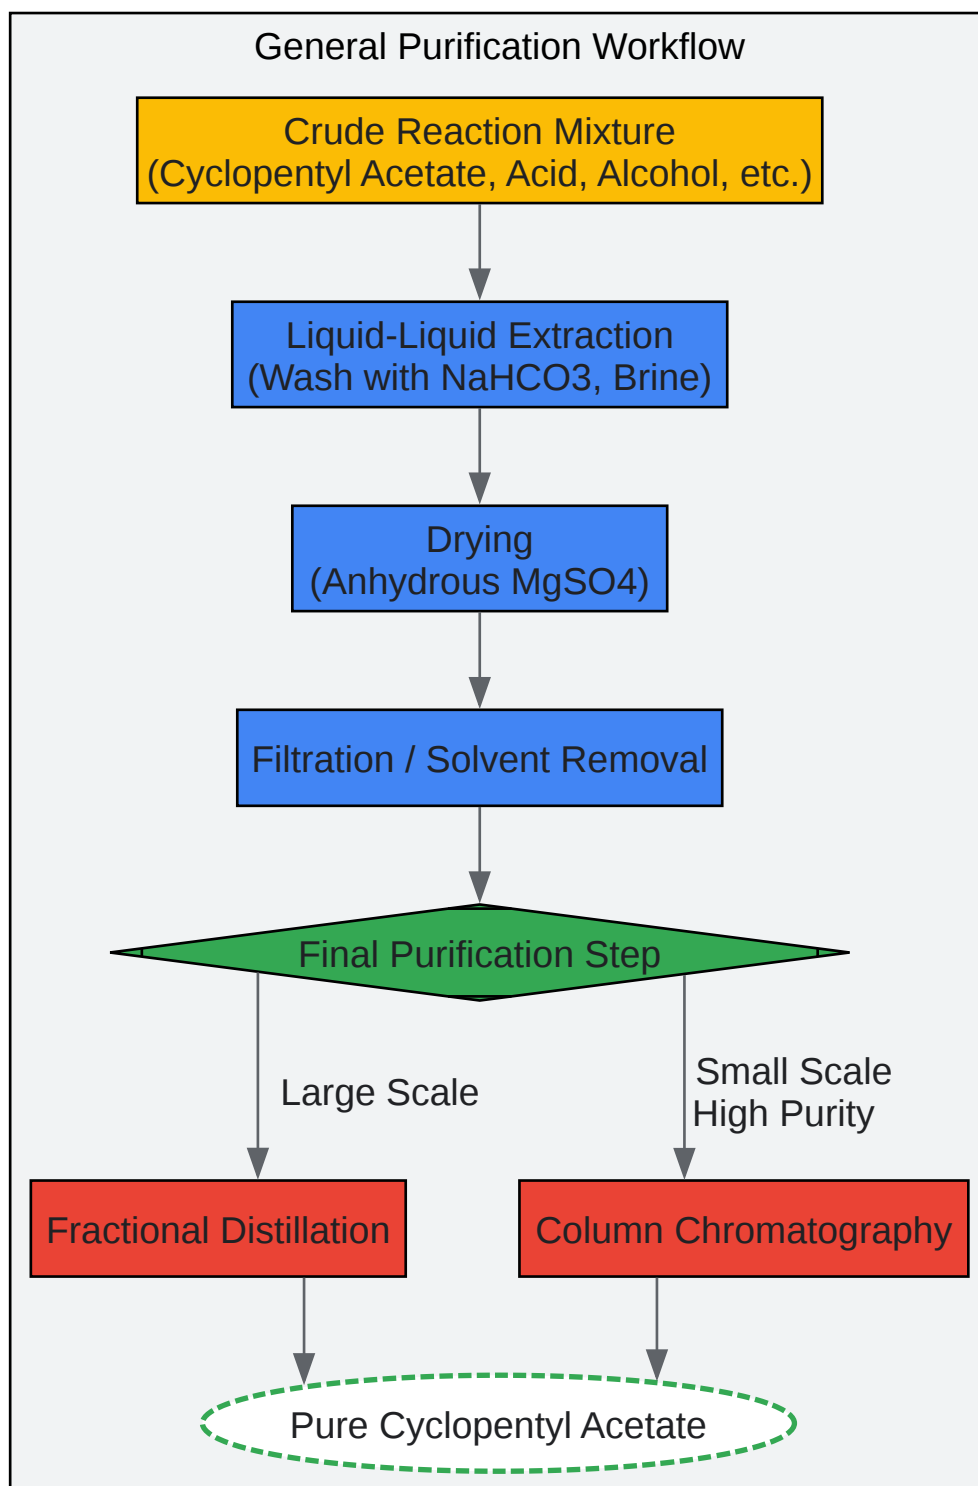 General Purification Workflow
Crude Reaction Mixture
(Cyclopentyl Acetate, Acid, Alcohol, etc.)
Liquid-Liquid Extraction
(Wash with NaHCO3, Brine)
Drying
(Anhydrous MgSO4)
Filtration / Solvent Removal
Final Purification Step
Large Scale
Small Scale
High Purity
Fractional Distillation
Column Chromatography
Pure Cyclopentyl Acetate